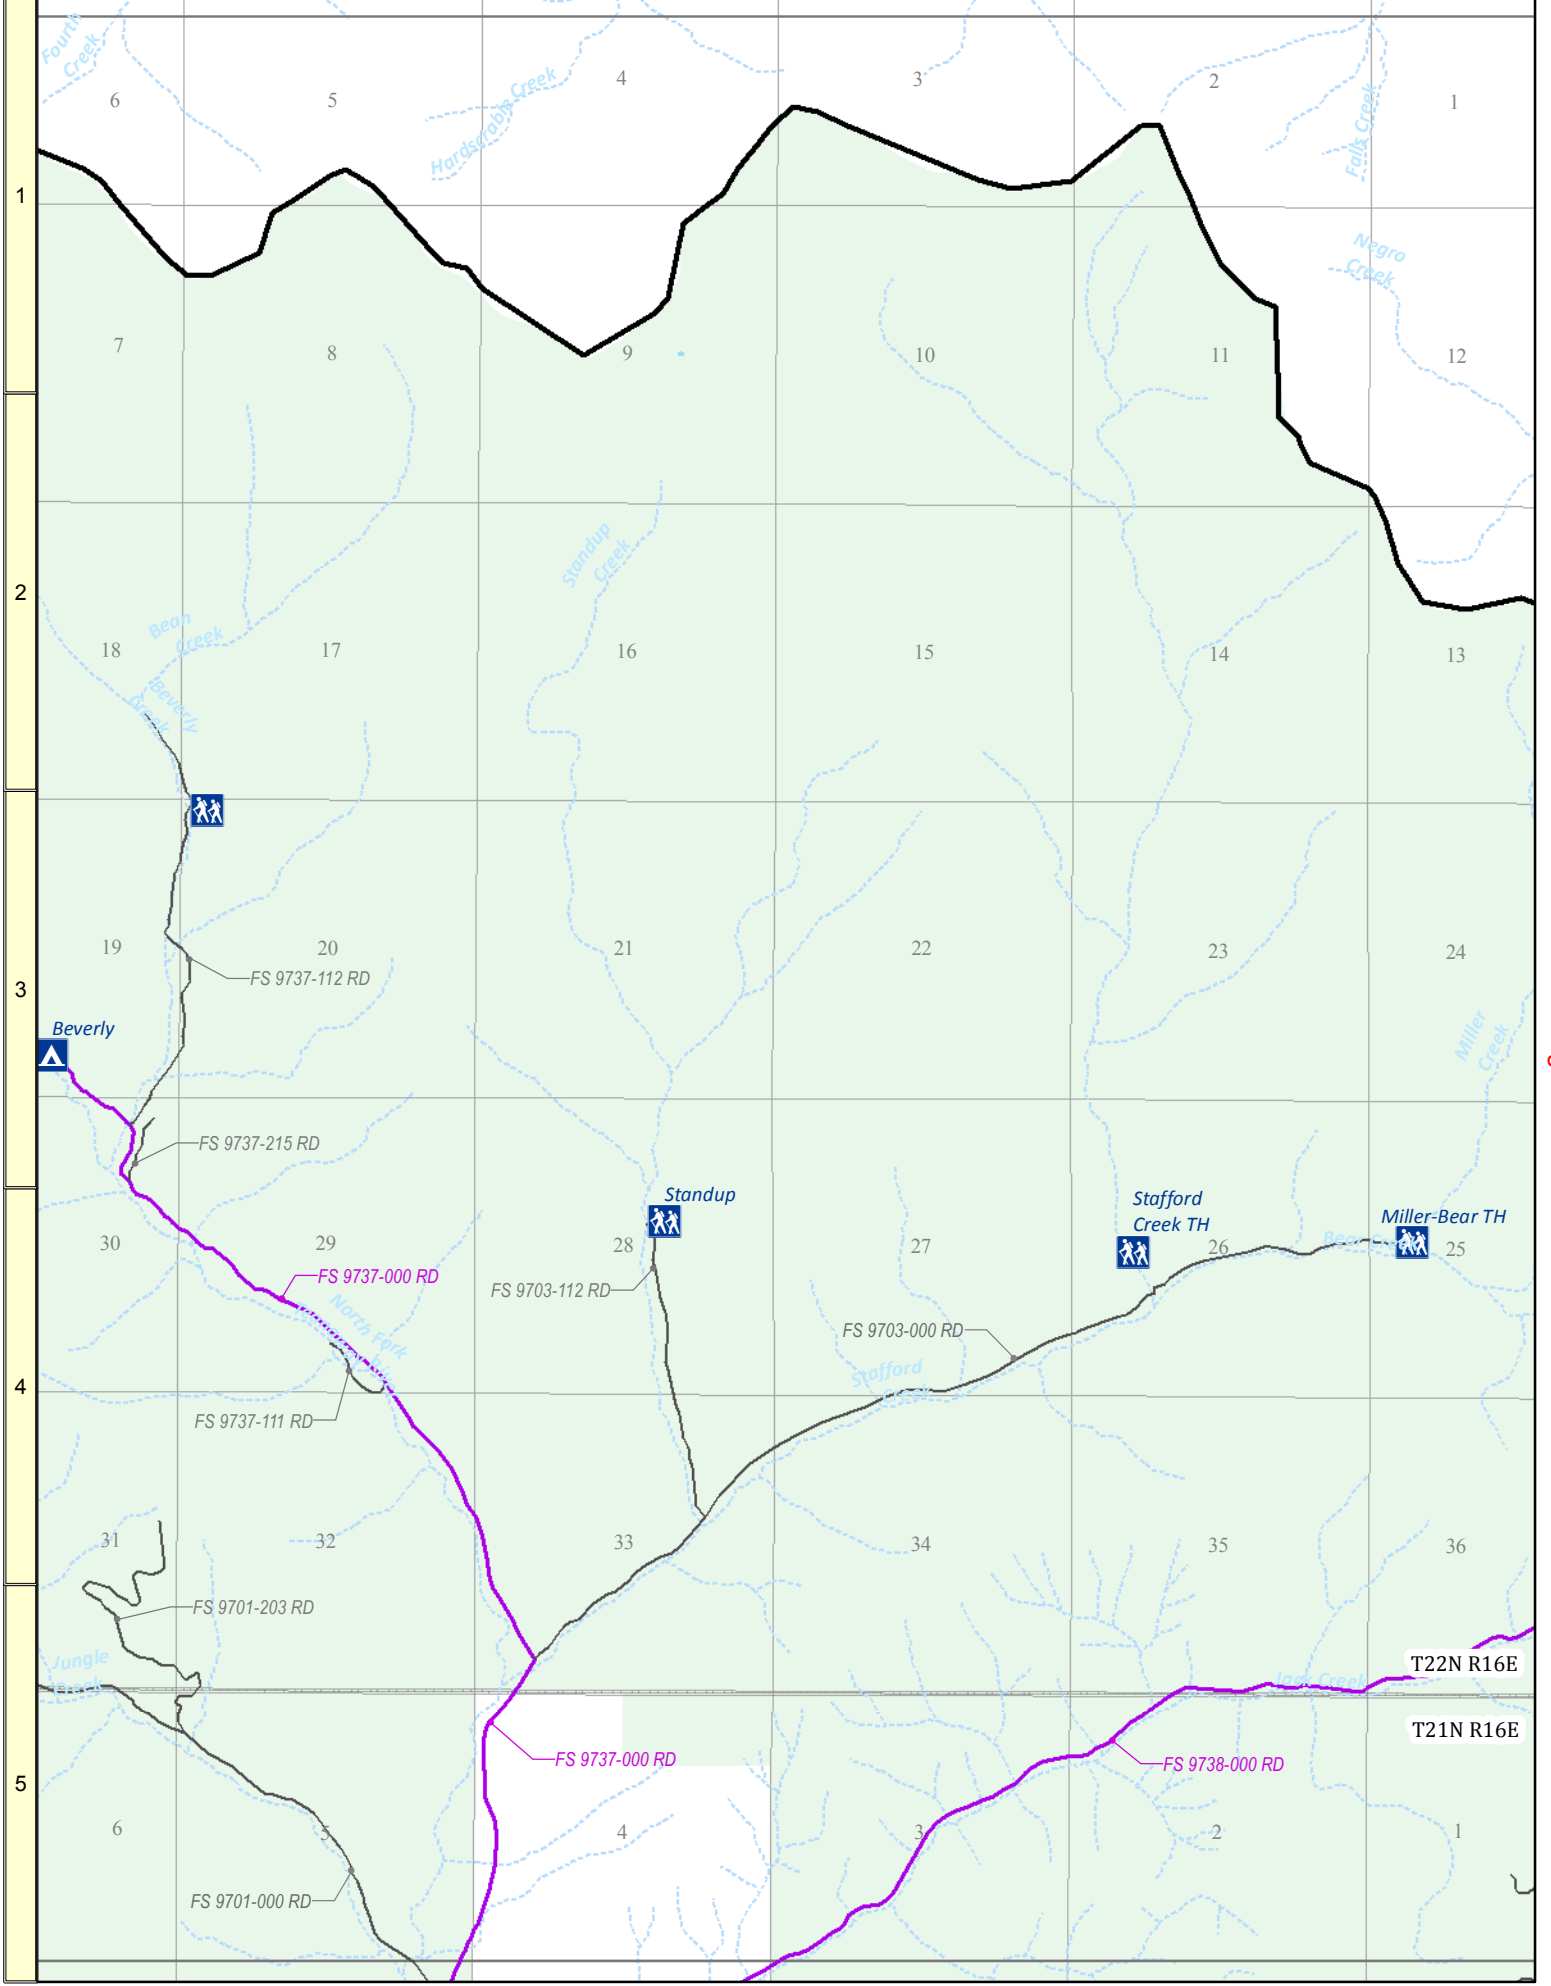 Fourth
Creek
6
5
Hardscrabble Creek
4
3
2
Falls Creek
1
1
Negro
Creek
7
8
9
10
11
12
2
Standup
Creek
Bean
Creek
18
17
16
15
14
13
Beverly
Creek
19
20
21
22
23
24
FS 9737-112 RD
3
Beverly
Miller
Creek
FS 9737-215 RD
Standup
Stafford
Creek TH
Miller-Bear TH
30
29
28
27
26
Bear Creek
25
FS 9737-000 RD
FS 9703-112 RD
North Fork
FS 9703-000 RD
Stafford
Creek
4
FS 9737-111 RD
31
32
33
34
35
36
FS 9701-203 RD
Jungle
Creek
Jack Creek
T22N R16E
T21N R16E
FS 9737-000 RD
FS 9738-000 RD
5
6
5
4
3
2
1
FS 9701-000 RD